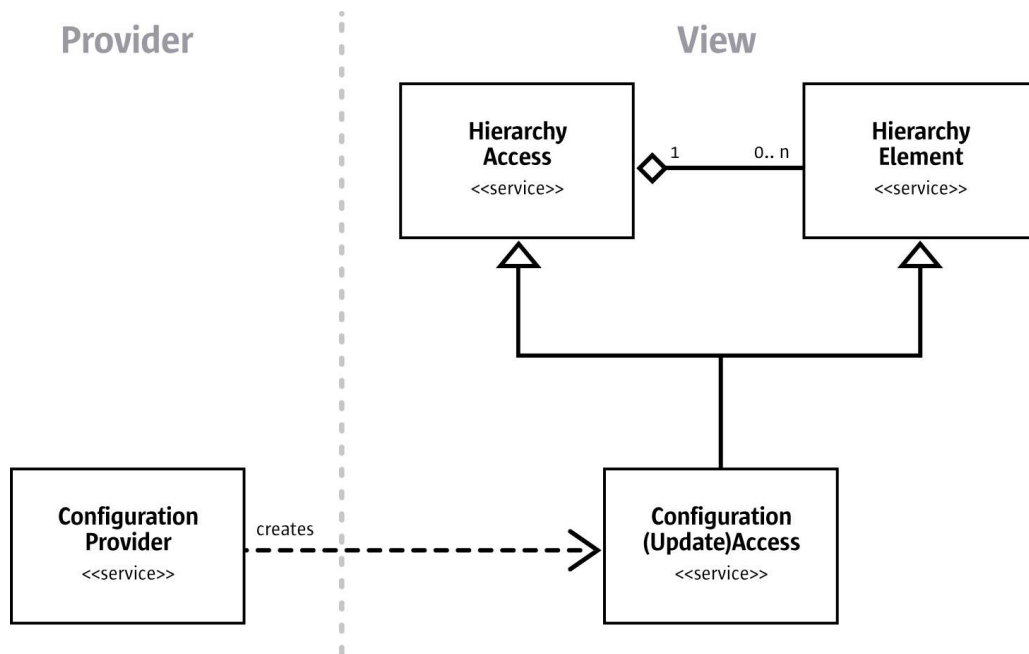 Provider
View
Hierarchy
Access
<<service>>
1
0.. n
Hierarchy
Element
<<service>>
Configuration
Provider
<<service>>
creates
Configuration
(Update)Access
<<service>>